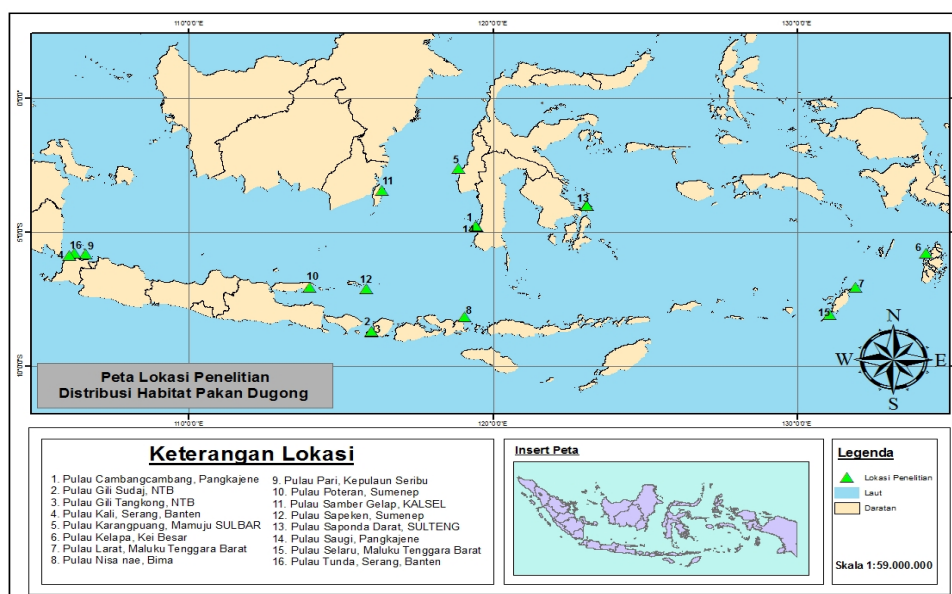 110°0'0"E 120°0'0"E 130°0'0"E
0°0'0"
5
11
13
1
14
4 16 9
6
10
12
7
8
15
2
3
5°0'0"S
10°0'0"S
N
W E
S
Peta Lokasi Penelitian
Distribusi Habitat Pakan Dugong
110°0'0"E 120°0'0"E 130°0'0"E
Keterangan Lokasi
1. Pulau Cambangcambang, Pangkajene
2. Pulau Gili Sudaj, NTB
3. Pulau Gili Tangkong, NTB
4. Pulau Kali, Serang, Banten
5. Pulau Karangpuang, Mamuju SULBAR
6. Pulau Kelapa, Kei Besar
7. Pulau Larat, Maluku Tenggara Barat
8. Pulau Nisa nae, Bima
9. Pulau Pari, Kepulaun Seribu
10. Pulau Poteran, Sumenep
11. Pulau Samber Gelap, KALSEL
12. Pulau Sapeken, Sumenep
13. Pulau Saponda Darat, SULTENG
14. Pulau Saugi, Pangkajene
15. Pulau Selaru, Maluku Tenggara Barat
16. Pulau Tunda, Serang, Banten
Insert Peta
Legenda
Lokasi Penelitian
Laut
Daratan
Skala 1:59.000.000